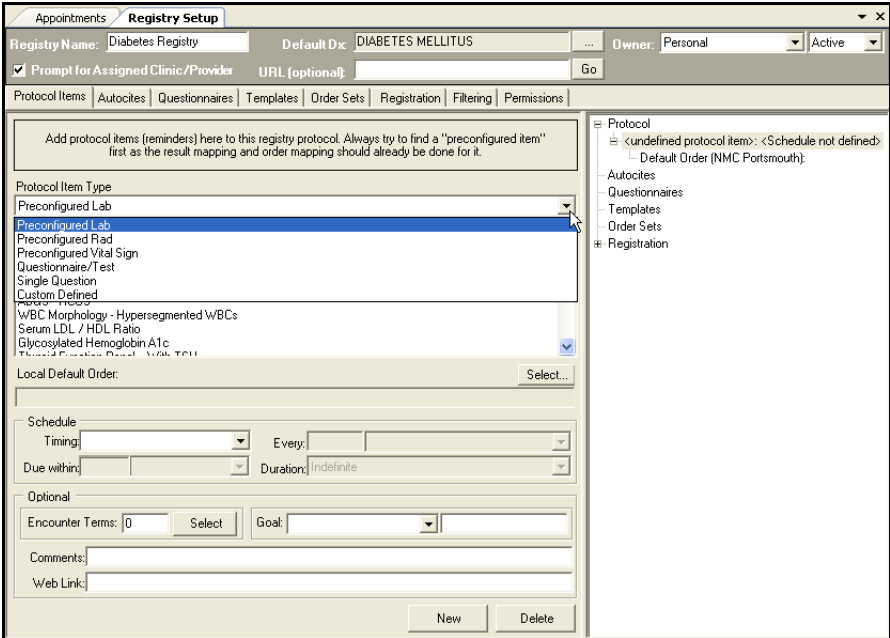 Appointments Registry Setup
Registry Name: Diabetes Registry Default Dx: DIABETES MELLITUS ... Owner: Personal Active
Prompt for Assigned Clinic/Provider URL (optional): Go
Protocol Items Autocites Questionnaires Templates Order Sets Registration Filtering Permissions
Add protocol items (reminders) here to this registry protocol. Always try to find a "preconfigured item"
first as the result mapping and order mapping should already be done for it.
Protocol Item Type
Preconfigured Lab
Preconfigured Lab
Preconfigured Rad
Preconfigured Vital Sign
Questionnaire/Test
Single Question
Custom Defined
WBC Morphology - Hypersegmented WBCs
Serum LDL / HDL Ratio
Glycosylated Hemoglobin A1c
Thyroid Function Panel - With TSH
Local Default Order: Select...
Schedule
Timing: Every:
Due within: Duration: Indefinite
Optional
Encounter Terms: 0 Select Goal:
Comments:
Web Link:
New Delete
Protocol
<undefined protocol item>: <Schedule not defined>
Default Order (NMC Portsmouth):
Autocites
Questionnaires
Templates
Order Sets
Registration